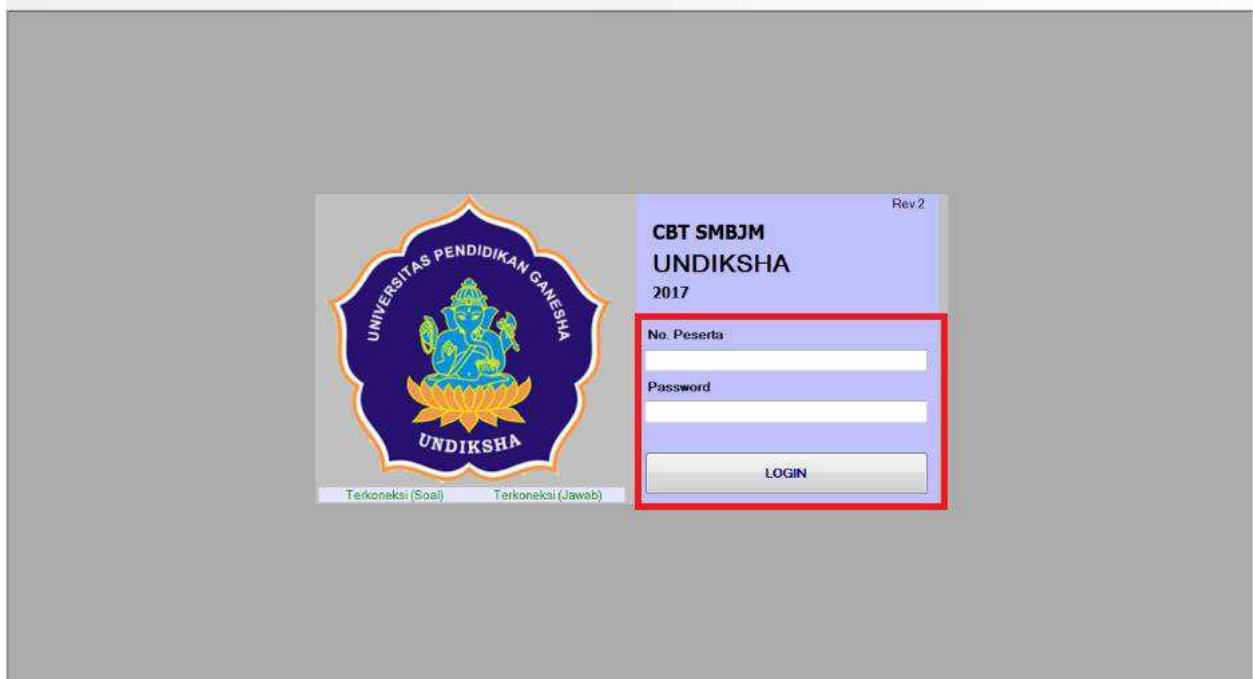 UNIVERSITAS PENDIDIKAN GANESHA
UNDIKSHA
Terkoneksi (Soal) Terkoneksi (Jawab)
Rev.2
CBT SMBJM
UNDIKSHA
2017
No. Peserta
Password
LOGIN